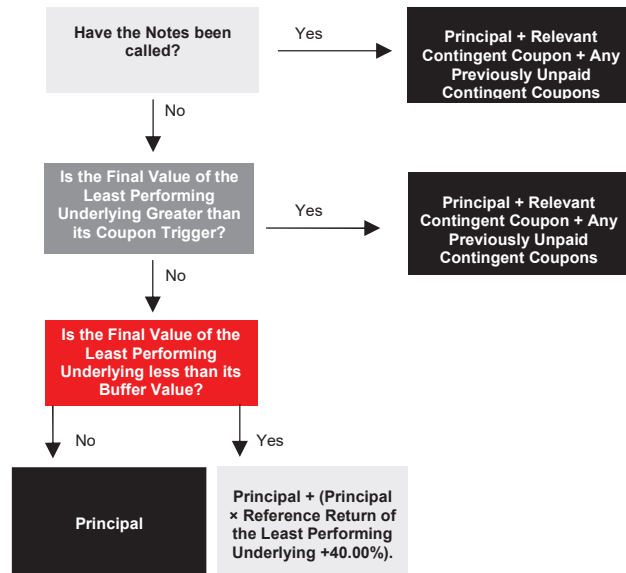 Have the Notes been
called?
Yes
Principal + Relevant
Contingent Coupon + Any
Previously Unpaid
Contingent Coupons
No
Is the Final Value of the
Least Performing
Underlying Greater than
its Coupon Trigger?
Yes
Principal + Relevant
Contingent Coupon + Any
Previously Unpaid
Contingent Coupons
No
Is the Final Value of the
Least Performing
Underlying less than its
Buffer Value?
No
Yes
Principal
Principal + (Principal
× Reference Return of
the Least Performing
Underlying +40.00%).